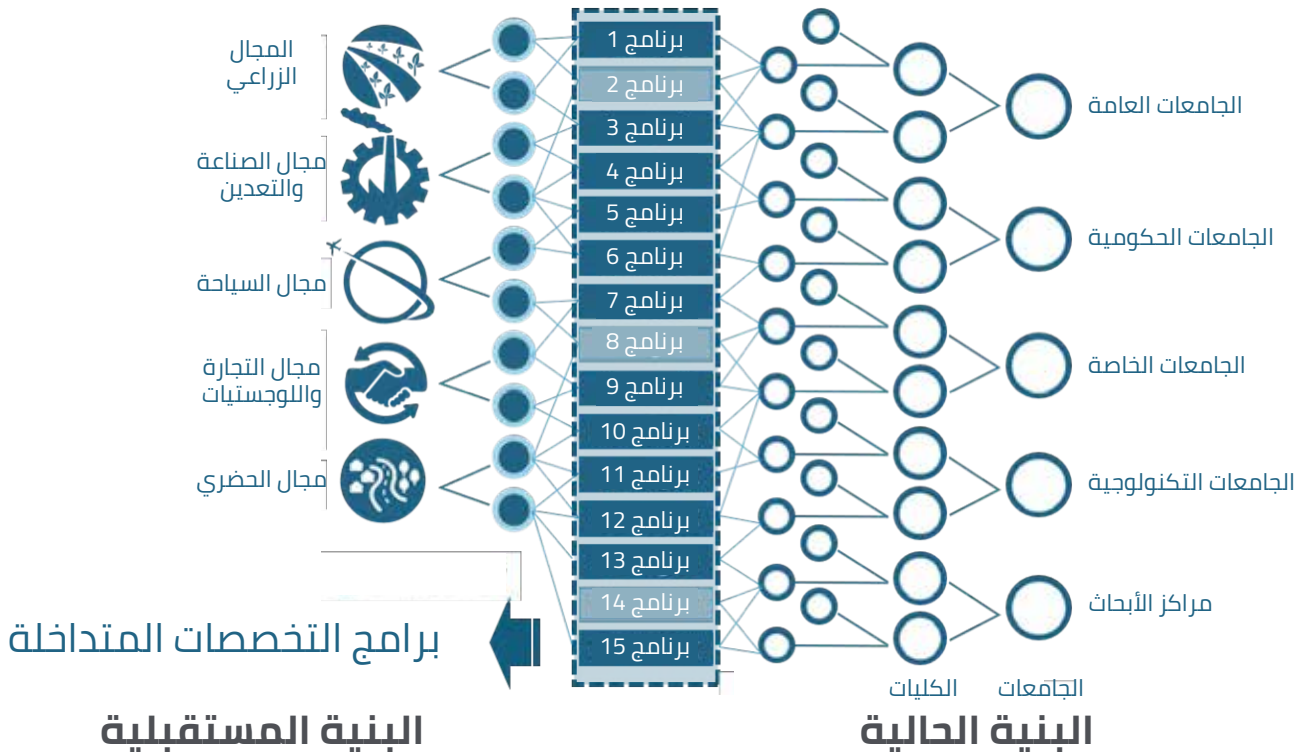 الجامعات العامة
الجامعات الحكومية
الجامعات الخاصة
الجامعات التكنولوجية
مراكز الأبحاث
الجامعات
الكليات
البنية الحالية
برنامج 1
برنامج 2
برنامج 3
برنامج 4
برنامج 5
برنامج 6
برنامج 7
برنامج 8
برنامج 9
برنامج 10
برنامج 11
برنامج 12
برنامج 13
برنامج 14
برنامج 15
المجال
الزراعي
مجال الصناعة
والتعدين
مجال السياحة
مجال التجارة
واللوجستيات
مجال الحضري
برامج التخصصات المتداخلة
البنية المستقبلية